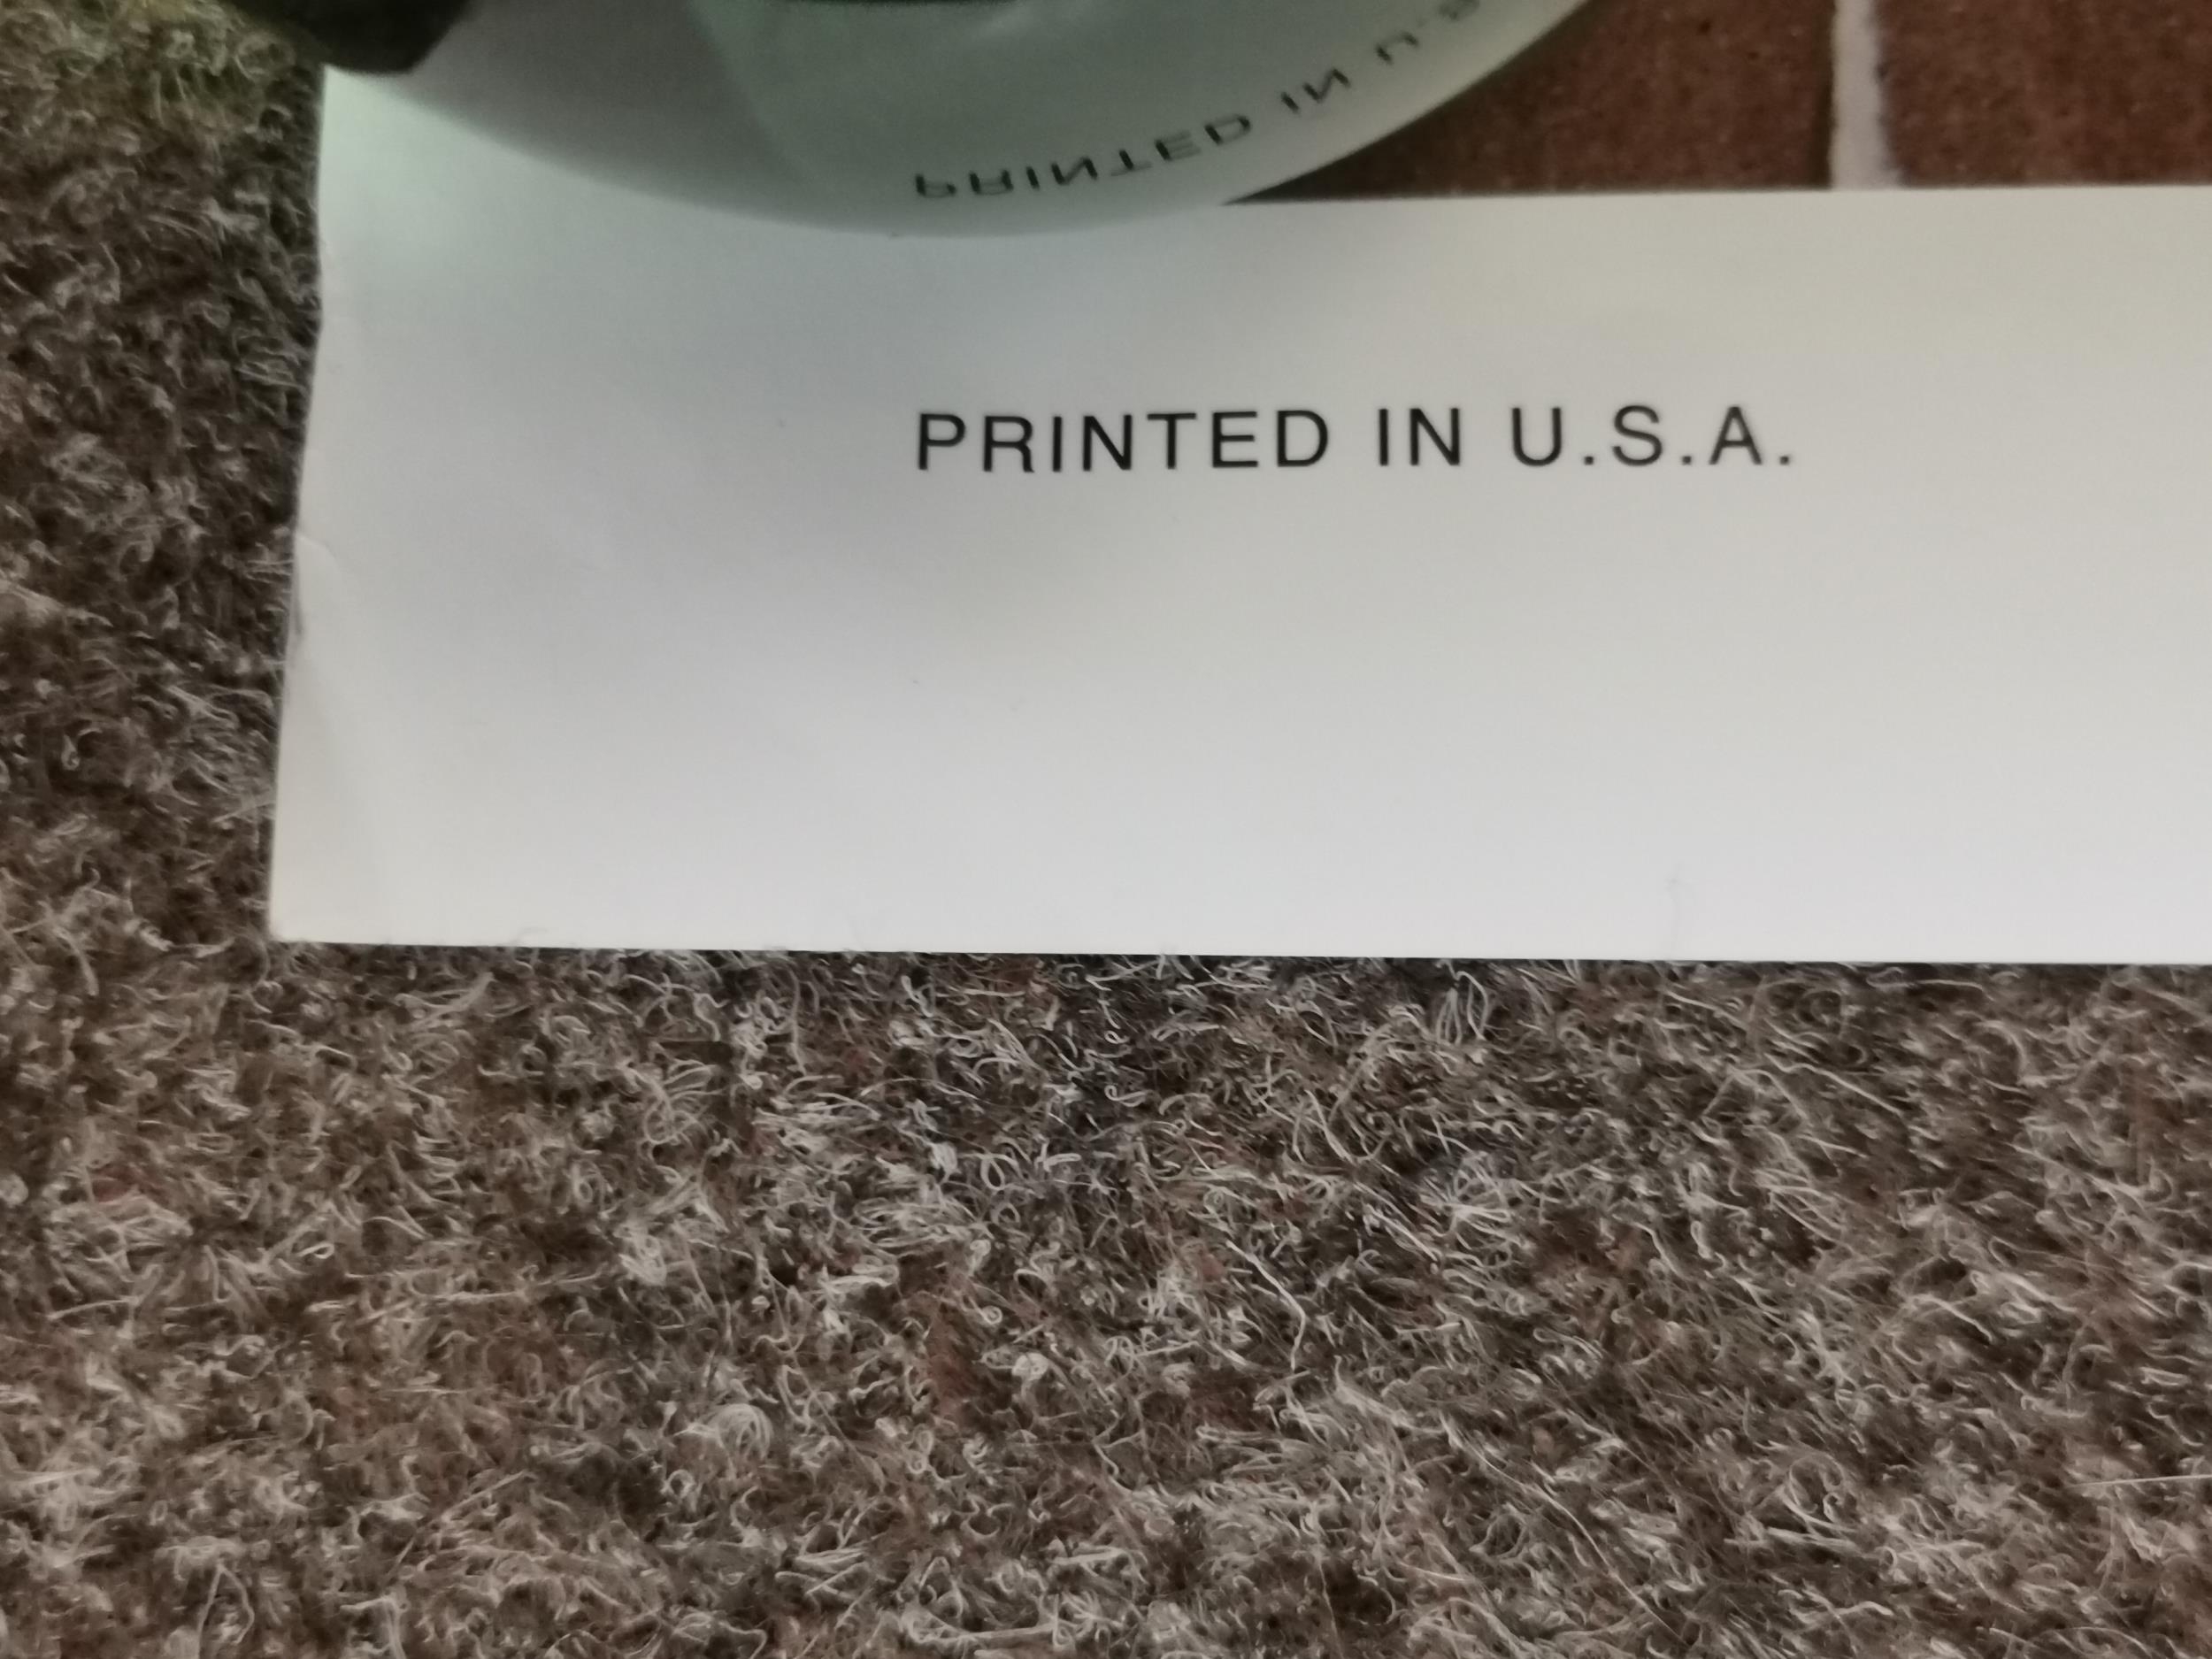 PRINTED IN U.S.A.